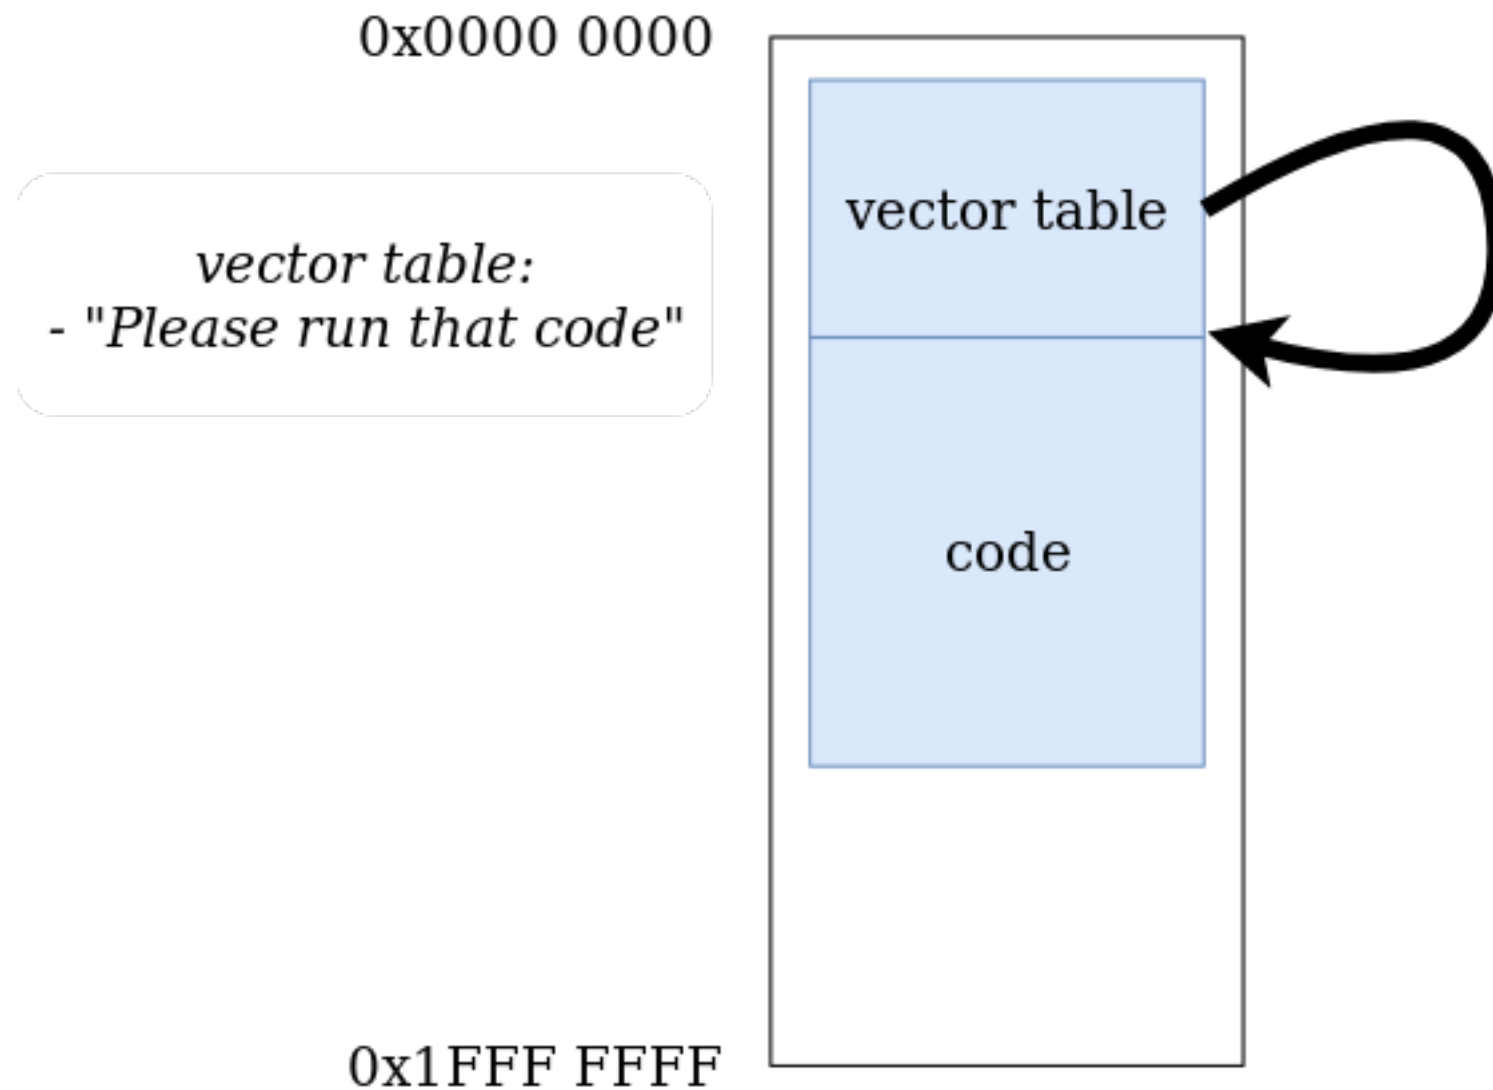 0x0000 0000
vector table:
- "Please run that code"
vector table
code
0x1FFF FFFF